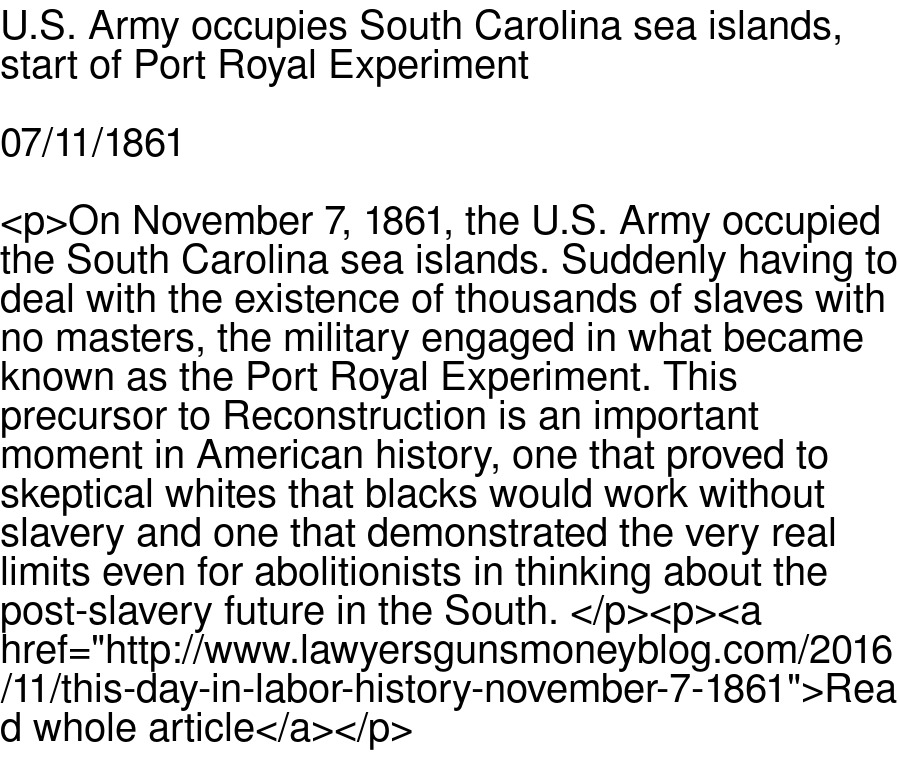 U.S. Army occupies South Carolina sea islands,
start of Port Royal Experiment
07/11/1861
<p>On November 7, 1861, the U.S. Army occupied
the South Carolina sea islands. Suddenly having to
deal with the existence of thousands of slaves with
no masters, the military engaged in what became
known as the Port Royal Experiment. This
precursor to Reconstruction is an important
moment in American history, one that proved to
skeptical whites that blacks would work without
slavery and one that demonstrated the very real
limits even for abolitionists in thinking about the
post-slavery future in the South. </p><p><a
href="http://www.lawyersgunsmoneyblog.com/2016
/11/this-day-in-labor-history-november-7-1861">Rea
d whole article</a></p>